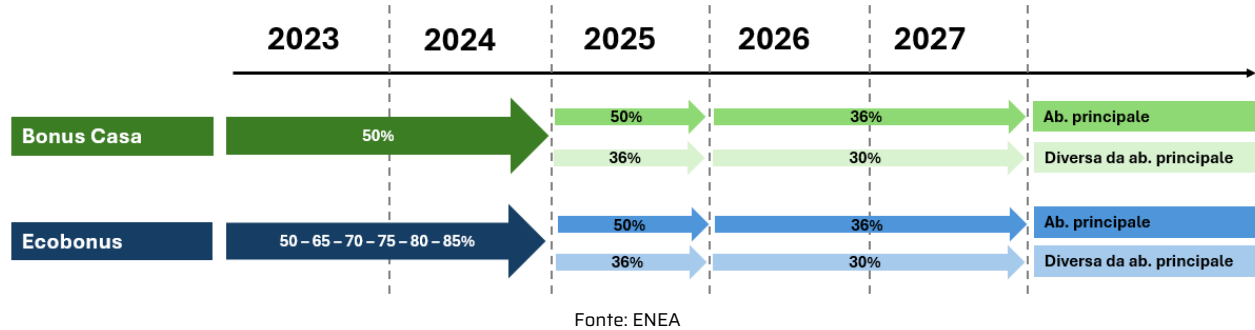 2023 2024 2025 2026 2027
Bonus Casa
50%
50%
36%
Ab. principale
36%
30%
Diversa da ab. principale
Ecobonus
50 – 65 – 70 – 75 – 80 – 85%
50%
36%
Ab. principale
36%
30%
Diversa da ab. principale
Fonte: ENEA